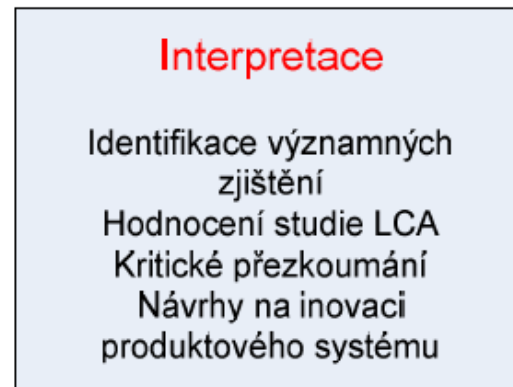 Interpretace
Identifikace významných
zjištění
Hodnocení studie LCA
Kritické přezkoumání
Návrhy na inovaci
produktového systému